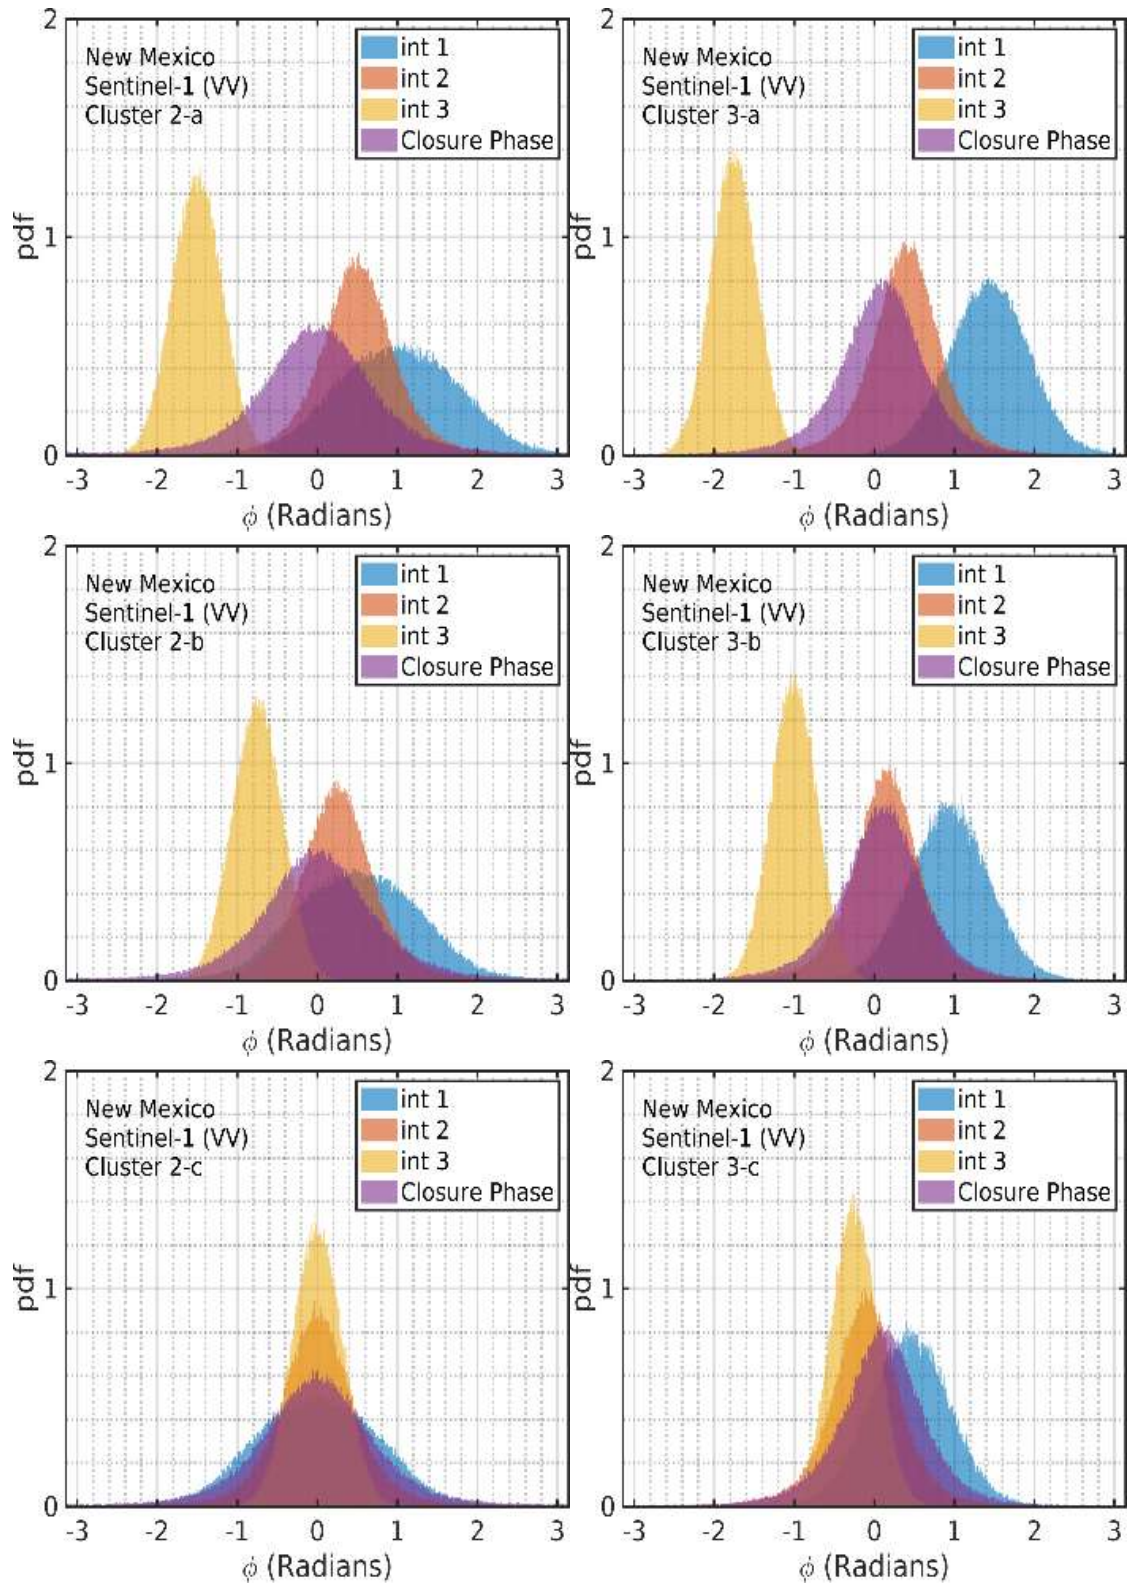 2
New Mexico
Sentinel-1 (VV)
Cluster 2-a
int 1
int 2
int 3
Closure Phase
pdf
1
0
-3 -2 -1 0 1 2 3
ϕ (Radians)
2
New Mexico
Sentinel-1 (VV)
Cluster 3-a
int 1
int 2
int 3
Closure Phase
pdf
1
0
-3 -2 -1 0 1 2 3
ϕ (Radians)
2
New Mexico
Sentinel-1 (VV)
Cluster 2-b
int 1
int 2
int 3
Closure Phase
pdf
1
0
-3 -2 -1 0 1 2 3
ϕ (Radians)
2
New Mexico
Sentinel-1 (VV)
Cluster 3-b
int 1
int 2
int 3
Closure Phase
pdf
1
0
-3 -2 -1 0 1 2 3
ϕ (Radians)
2
New Mexico
Sentinel-1 (VV)
Cluster 2-c
int 1
int 2
int 3
Closure Phase
pdf
1
0
-3 -2 -1 0 1 2 3
ϕ (Radians)
2
New Mexico
Sentinel-1 (VV)
Cluster 3-c
int 1
int 2
int 3
Closure Phase
pdf
1
0
-3 -2 -1 0 1 2 3
ϕ (Radians)